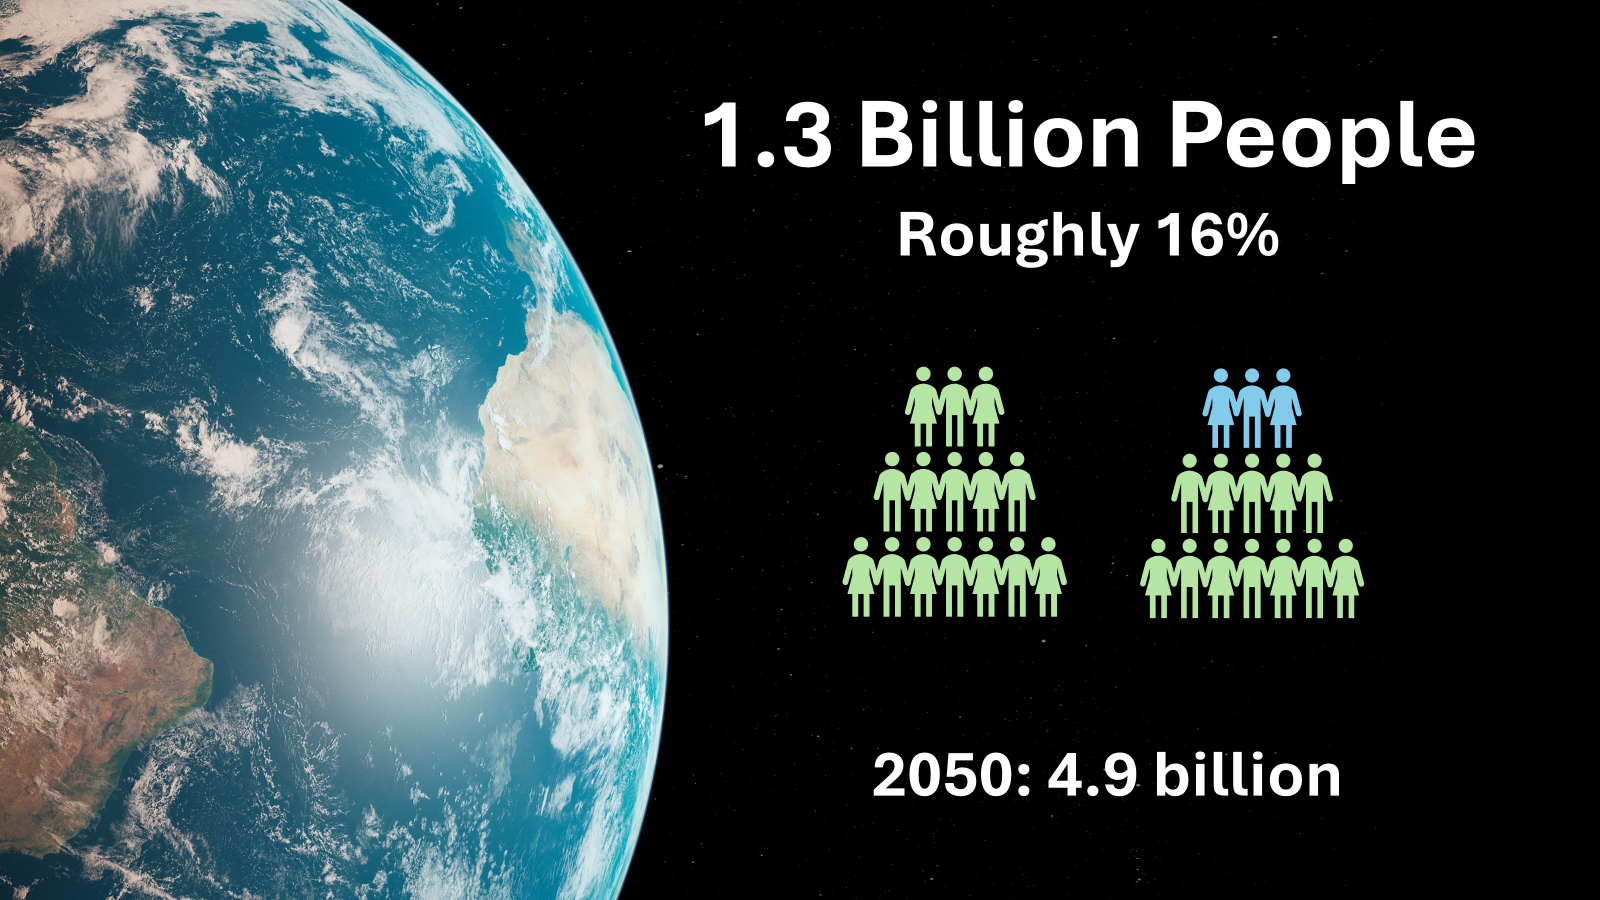 1.3 Billion People
Roughly 16%
2050: 4.9 billion